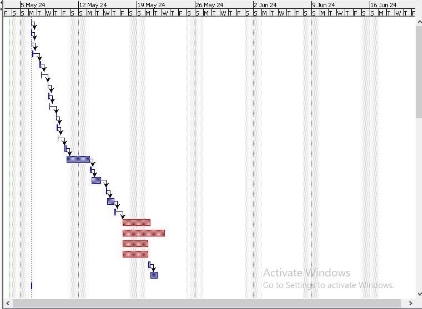 5 May 24 12 May 24 19 May 24 26 May 24 2 Jun 24 9 Jun 24 16 Jun 24
F S S M T W T F S S M T W T F S S M T W T F S S M T W T F S S M T W T F S S M T W T F S S M T W T F S
Activate Windows
Go to Settings to activate Windows.